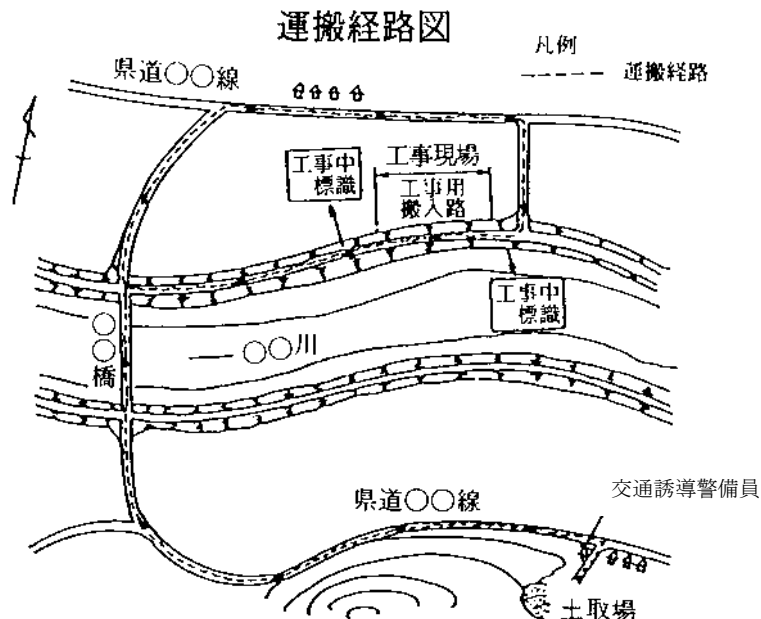 運搬経路図
凡例
運搬経路
県道○○線
工事中
標識
工事現場
工事用
搬入路
工事中
標識
○○橋
○○川
県道○○線
交通誘導警備員
土取場